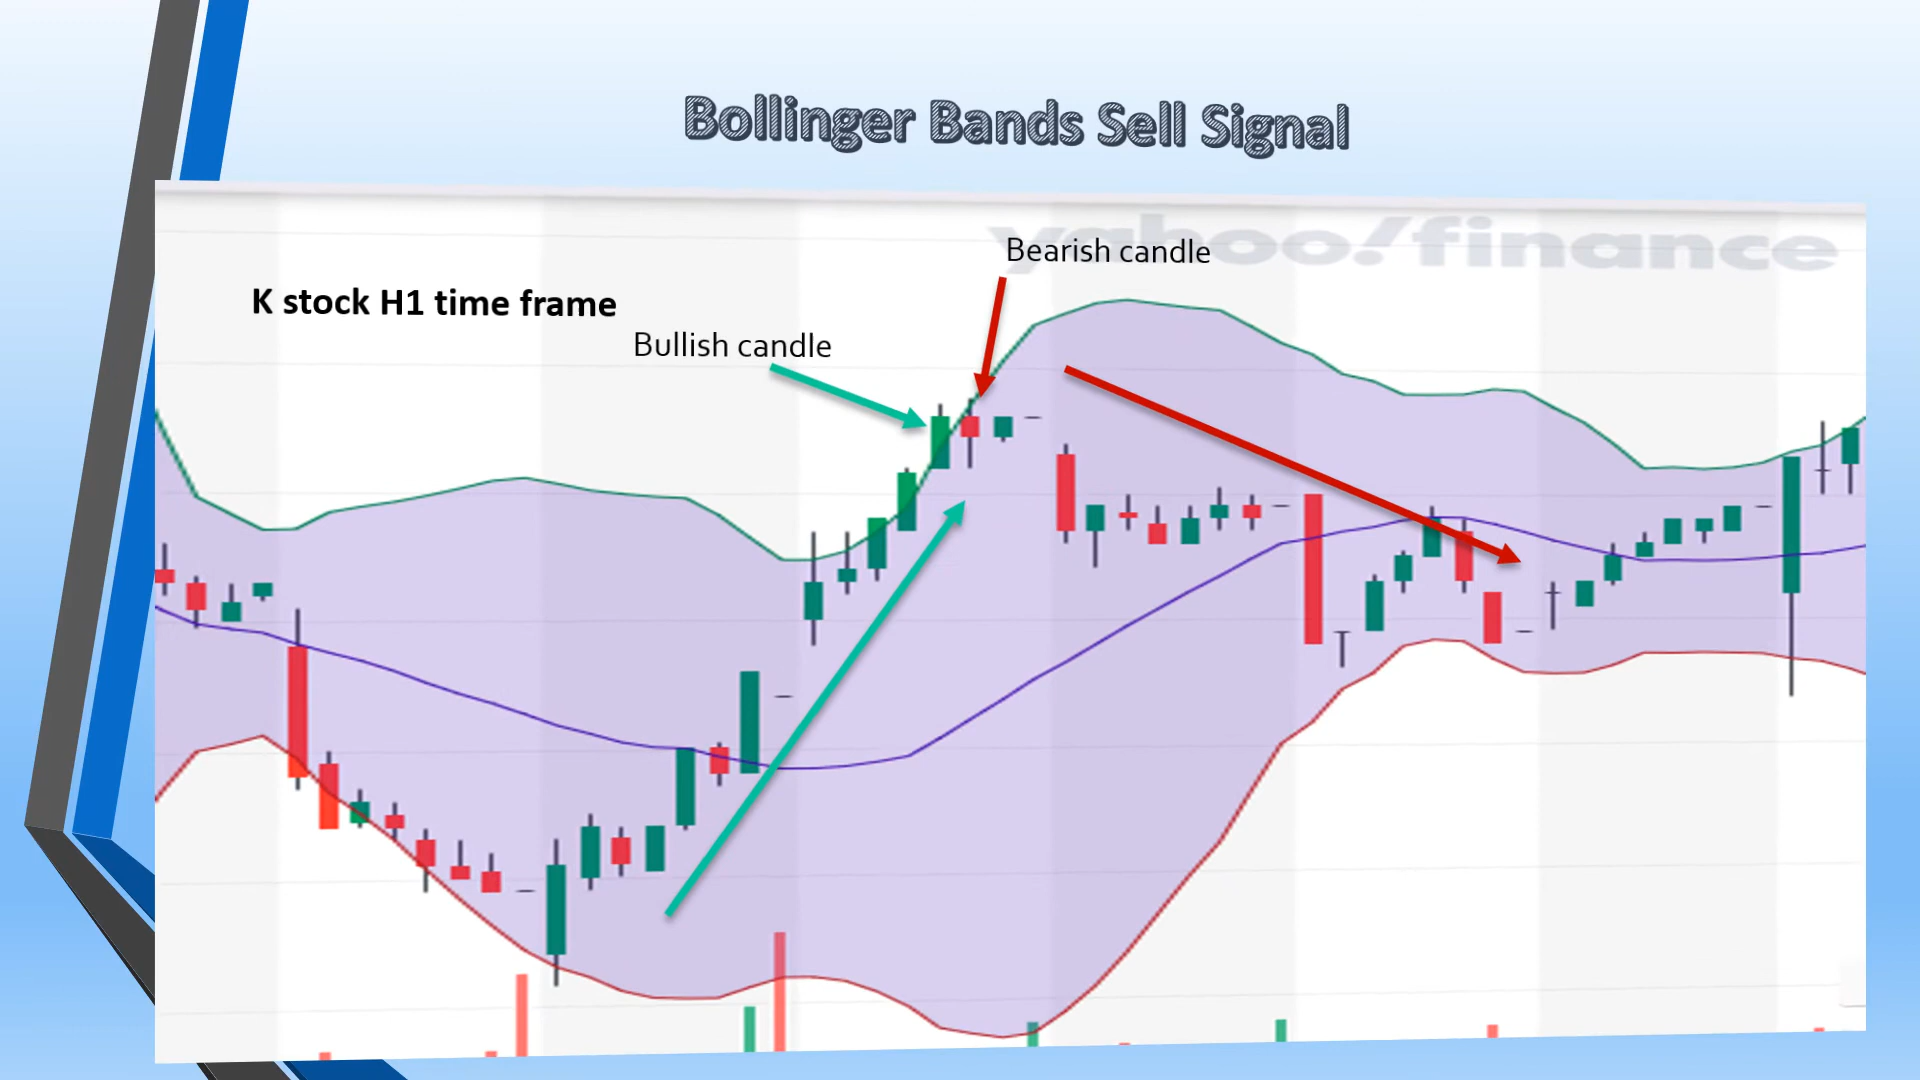 Bollinger Bands Sell Signal
yahoo!finance
Bearish candle
K stock H1 time frame
Bullish candle